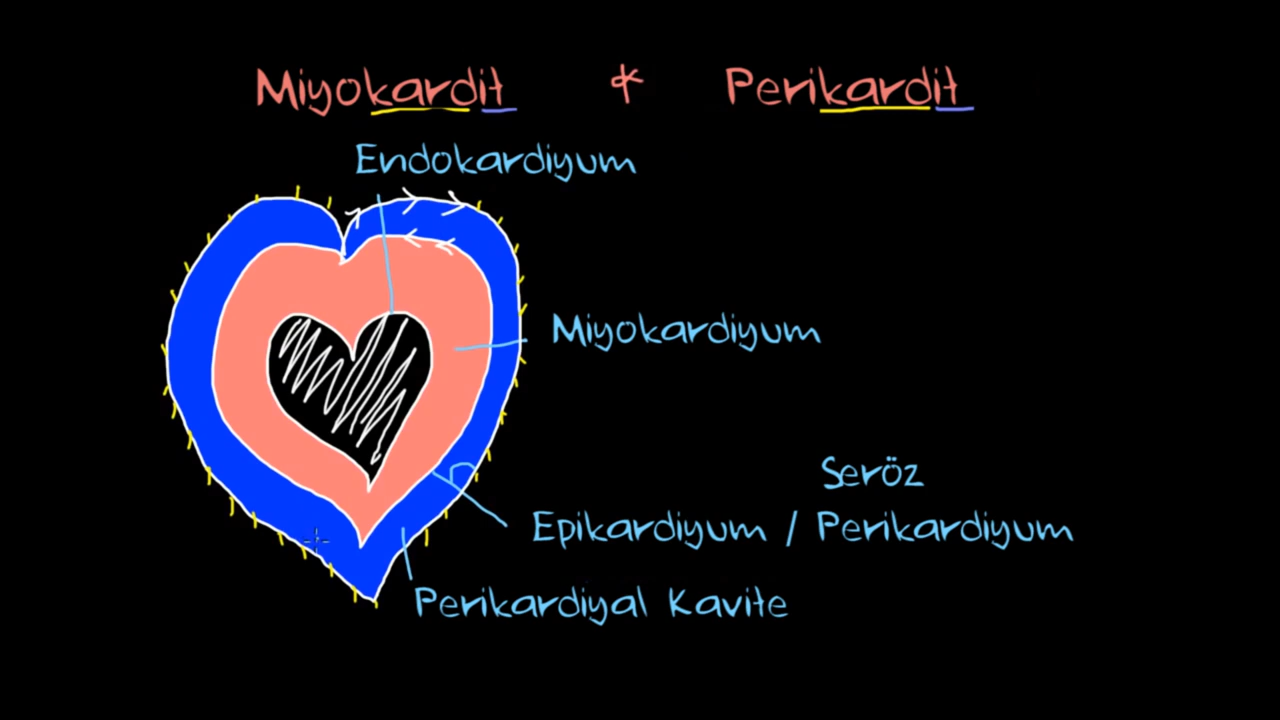 Miyokardit & Perikardit
Endokardiyum
Miyokardiyum
Seröz
Epikardiyum / Perikardiyum
Perikardiyal Kavite